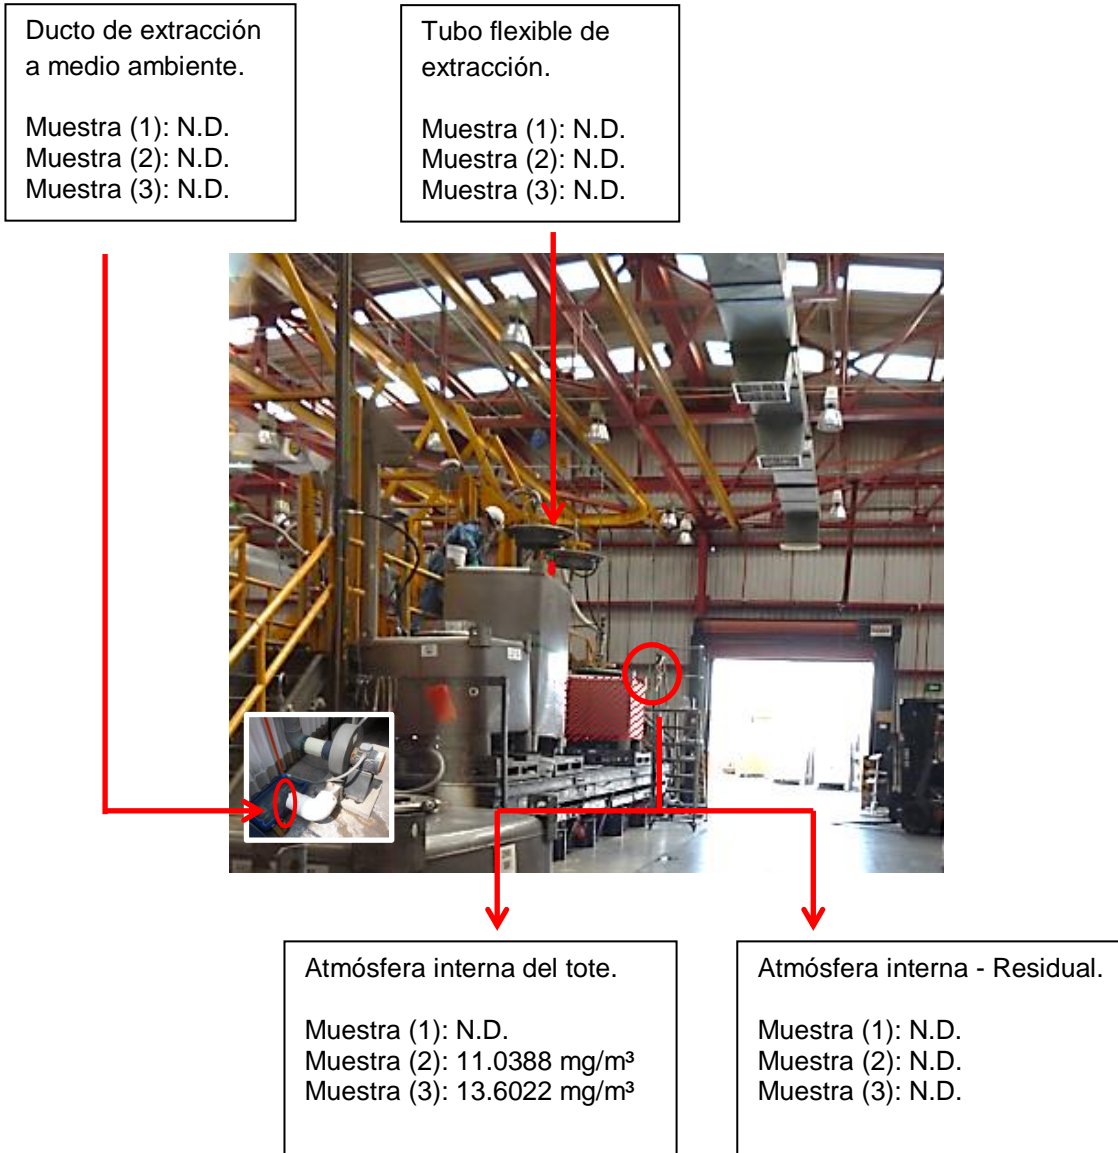 Ducto de extracción
a medio ambiente.
Muestra (1): N.D.
Muestra (2): N.D.
Muestra (3): N.D.
Tubo flexible de
extracción.
Muestra (1): N.D.
Muestra (2): N.D.
Muestra (3): N.D.
Atmósfera interna del tote.
Muestra (1): N.D.
Muestra (2): 11.0388 mg/m³
Muestra (3): 13.6022 mg/m³
Atmósfera interna - Residual.
Muestra (1): N.D.
Muestra (2): N.D.
Muestra (3): N.D.